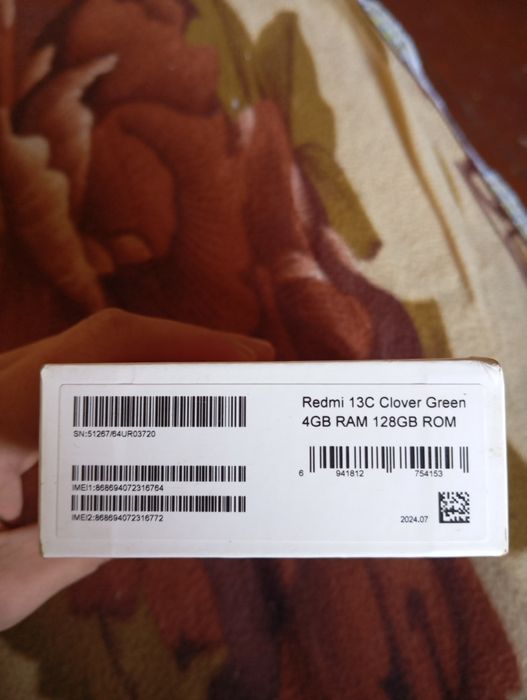 Redmi 13C Clover Green
4GB RAM 128GB ROM
SN:51267/64UR03720
6 941812 754153
IMEI1:868694072316764
IMEI2:868694072316772
2024.07